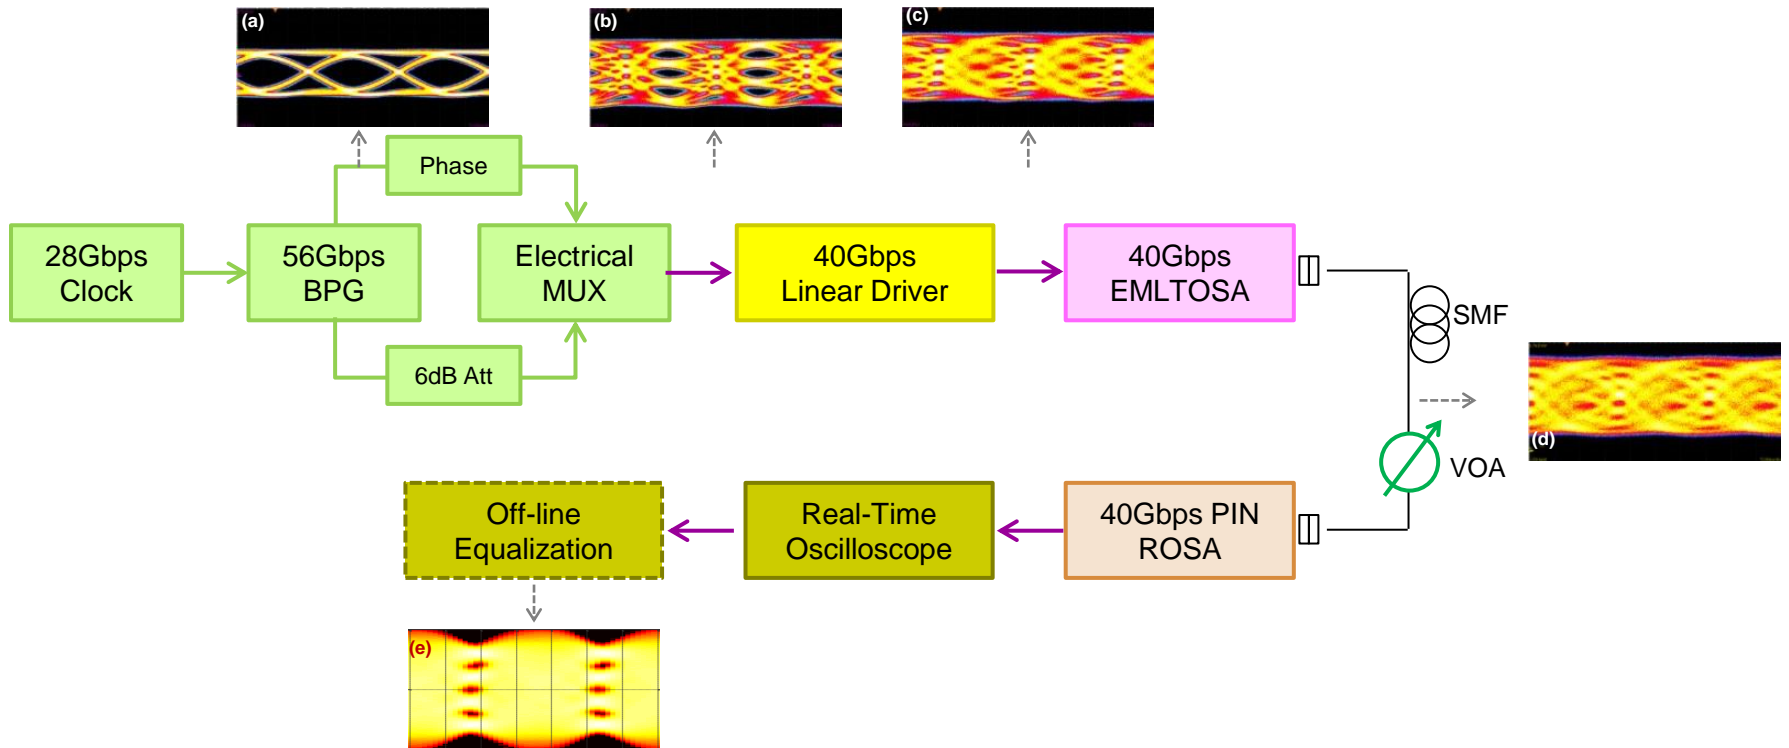 (a)
(b)
(c)
Phase
28Gbps
Clock
56Gbps
BPG
Electrical
MUX
40Gbps
Linear Driver
40Gbps
EMLTOSA
SMF
6dB Att
(d)
VOA
Off-line
Equalization
Real-Time
Oscilloscope
40Gbps PIN
ROSA
(e)